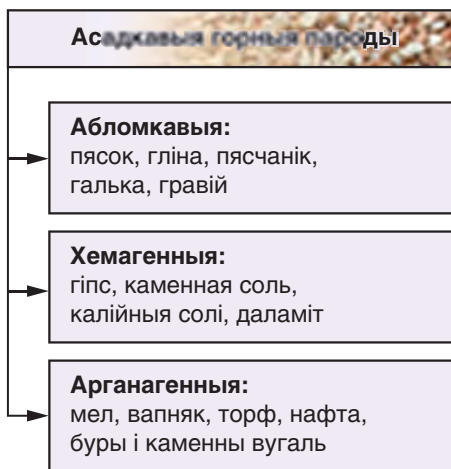 Асадкавыя горныя пароды
Абломкавыя:
пясок, гліна, пясчанік,
галька, гравій
Хемагенныя:
гіпс, каменная соль,
калійныя солі, даламіт
Арганагенныя:
мел, вапняк, торф, нафта,
буры і каменны вугаль